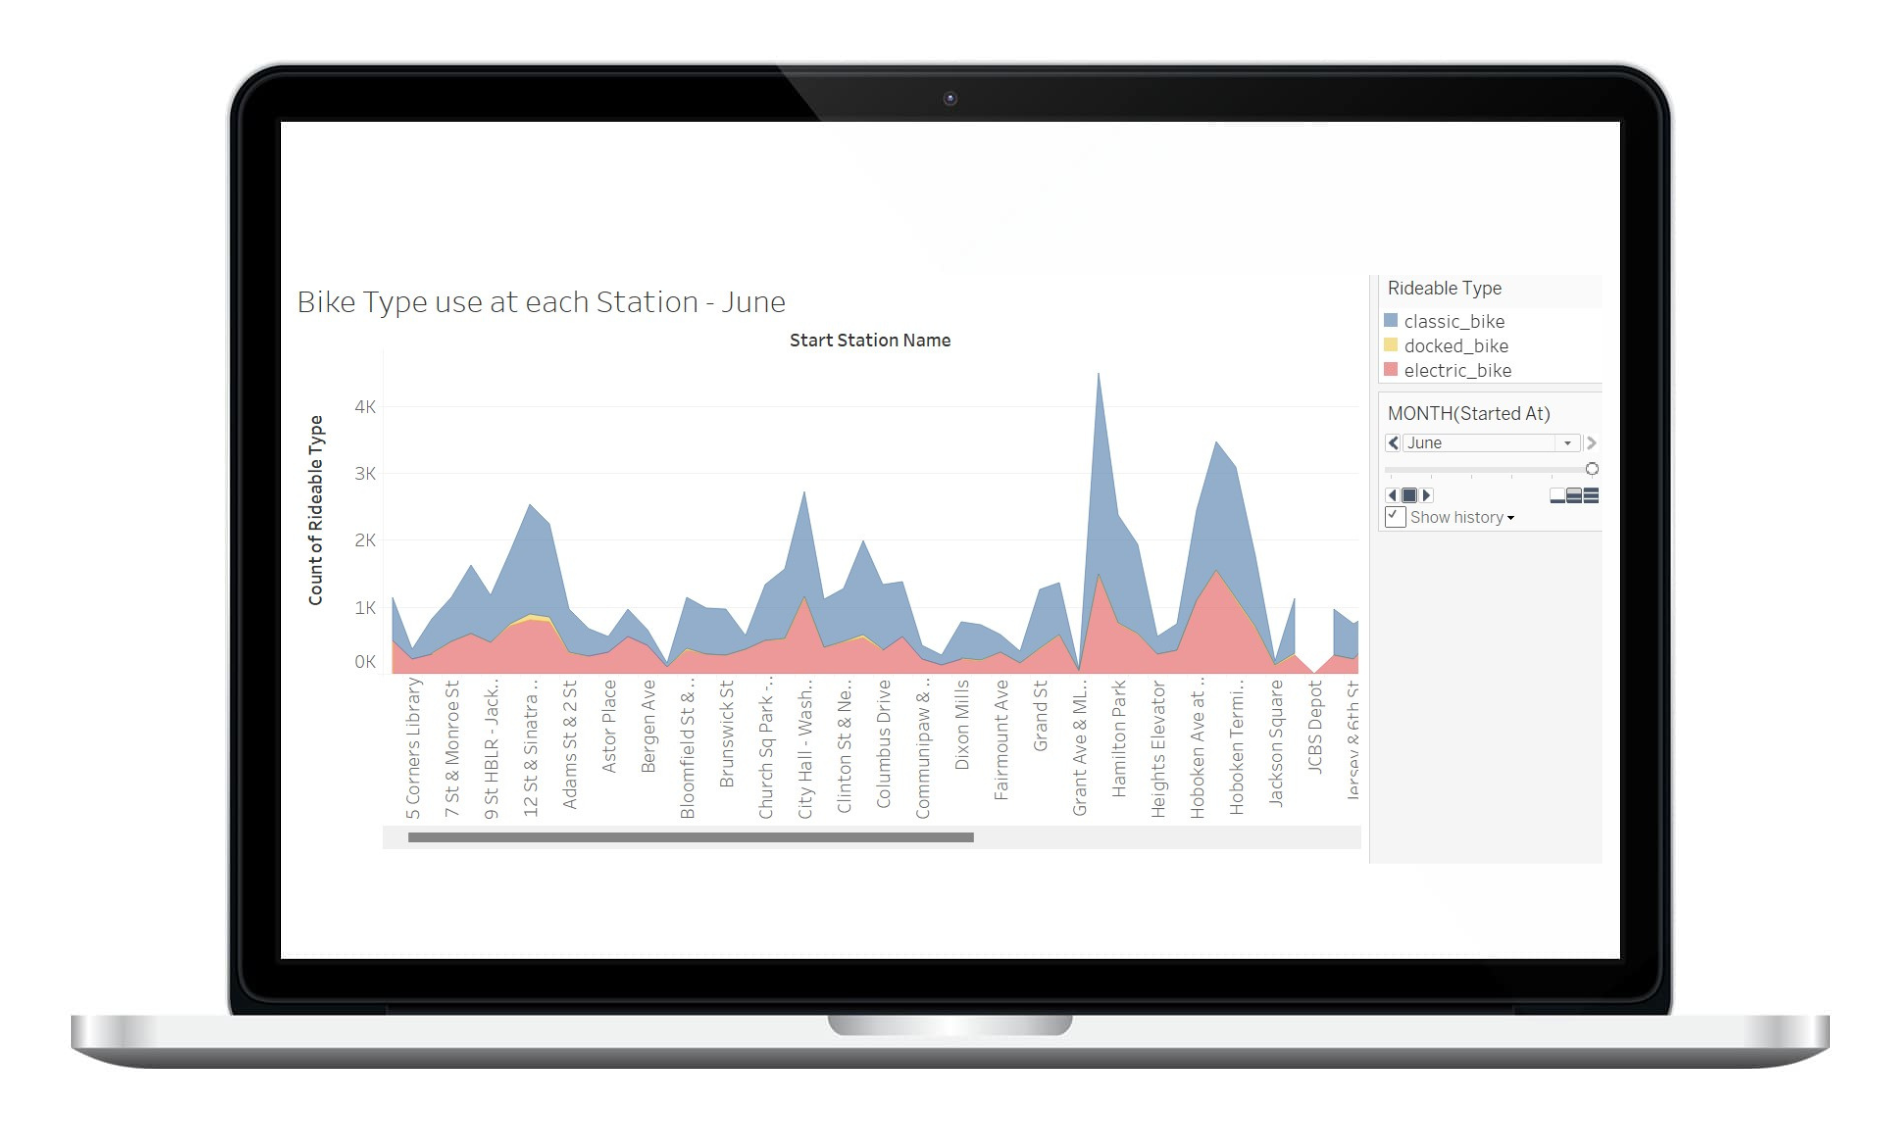 Bike Type use at each Station - June
Start Station Name
Count of Rideable Type
4K
3K
2K
1K
0K
5 Corners Library
7 St & Monroe St
9 St HBLR - Jack..
12 St & Sinatra ..
Adams St & 2 St
Astor Place
Bergen Ave
Bloomfield St & ..
Brunswick St
Church Sq Park -..
City Hall - Wash..
Clinton St & Ne..
Columbus Drive
Communipaw & ..
Dixon Mills
Fairmount Ave
Grand St
Grant Ave & ML..
Hamilton Park
Heights Elevator
Hoboken Ave at ..
Hoboken Termi..
Jackson Square
JCBS Depot
Jersey & 6th St
Rideable Type
classic_bike
docked_bike
electric_bike
MONTH(Started At)
June
Show history